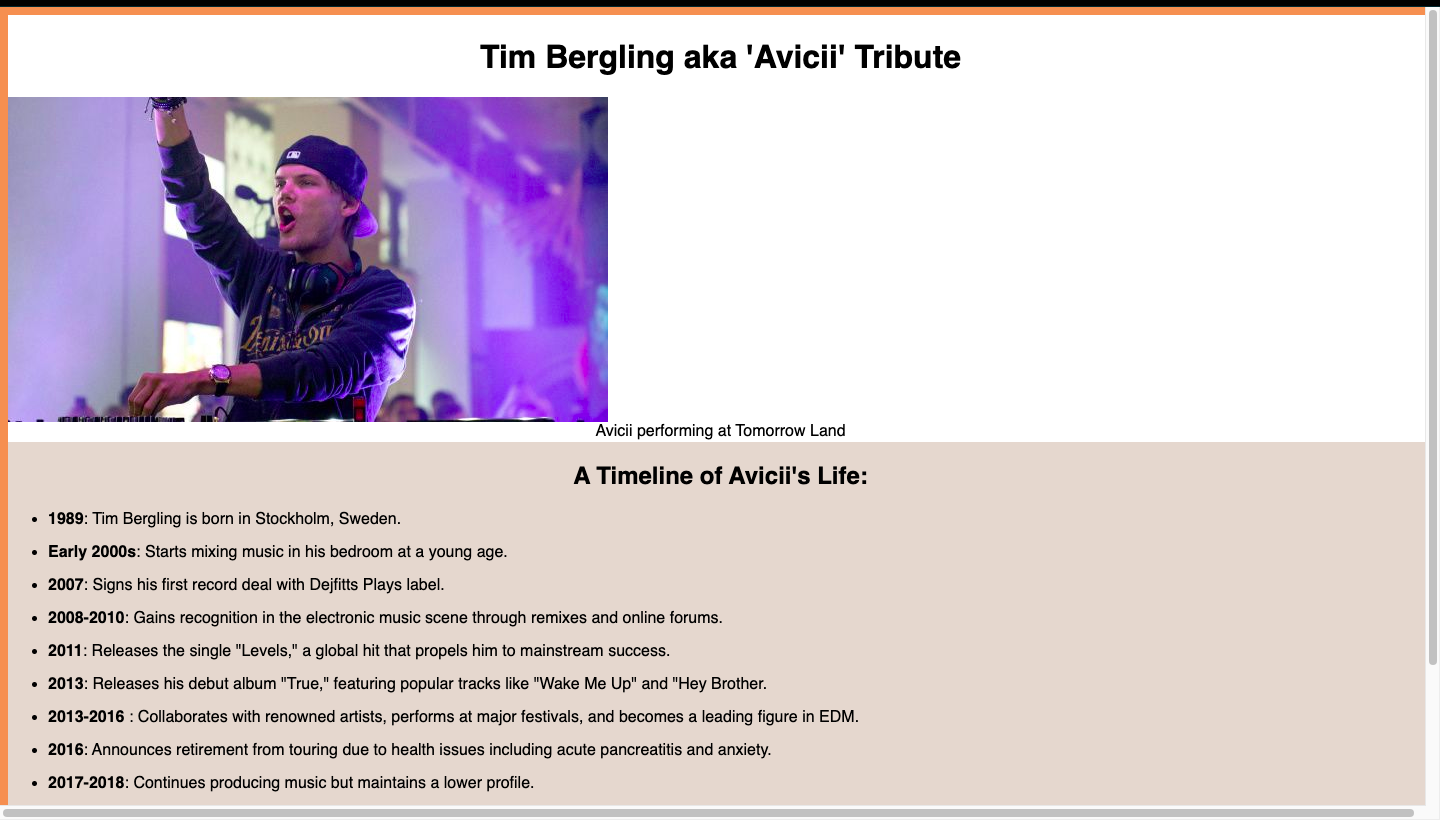 Tim Bergling aka 'Avicii' Tribute
Avicii performing at Tomorrow Land
A Timeline of Avicii's Life:
• 1989: Tim Bergling is born in Stockholm, Sweden.
• Early 2000s: Starts mixing music in his bedroom at a young age.
• 2007: Signs his first record deal with Dejfitts Plays label.
• 2008-2010: Gains recognition in the electronic music scene through remixes and online forums.
• 2011: Releases the single "Levels," a global hit that propels him to mainstream success.
• 2013: Releases his debut album "True," featuring popular tracks like "Wake Me Up" and "Hey Brother.
• 2013-2016 : Collaborates with renowned artists, performs at major festivals, and becomes a leading figure in EDM.
• 2016: Announces retirement from touring due to health issues including acute pancreatitis and anxiety.
• 2017-2018: Continues producing music but maintains a lower profile.